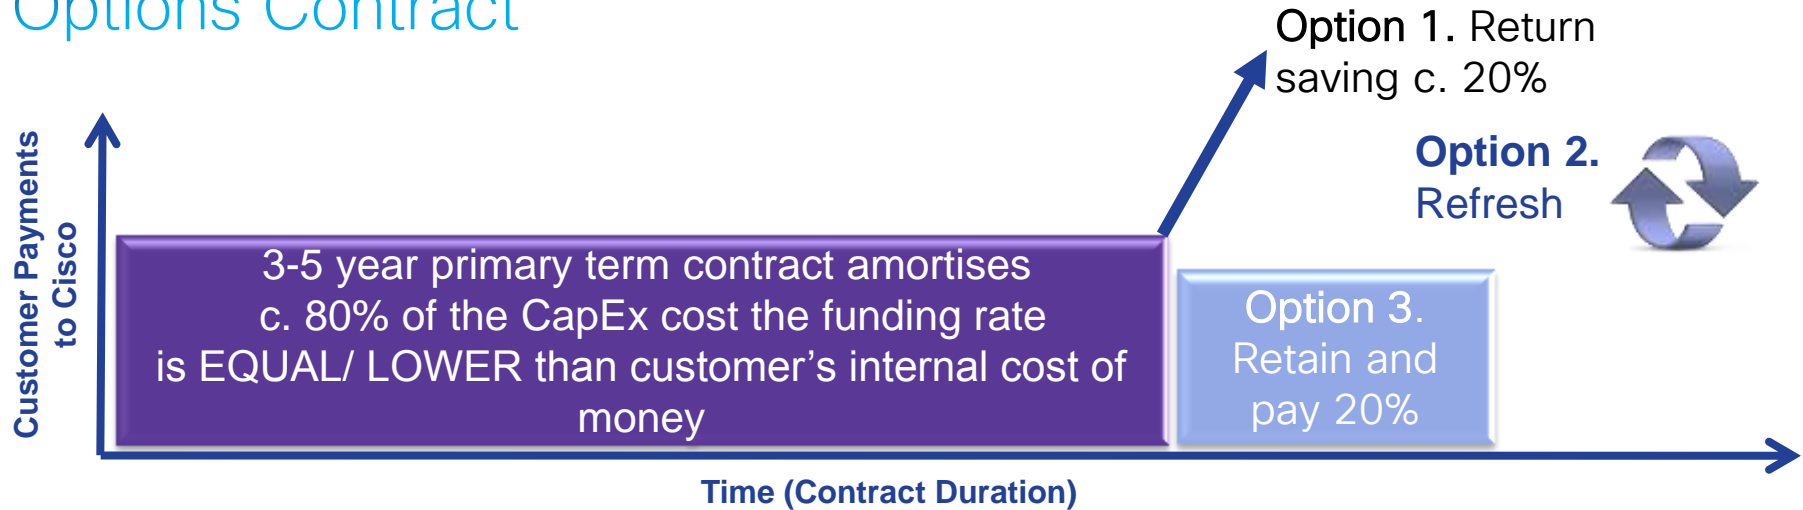 Options Contract
Option 1. Return
saving c. 20%
Option 2.
Refresh
Customer Payments
to Cisco
3-5 year primary term contract amortises
c. 80% of the CapEx cost the funding rate
is EQUAL/ LOWER than customer’s internal cost of
money
Option 3.
Retain and
pay 20%
Time (Contract Duration)